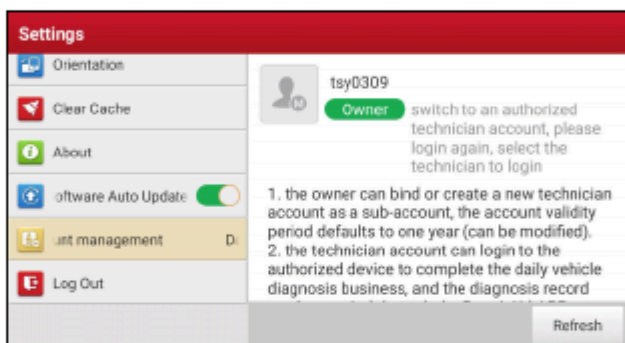 Settings
Orientation
Clear Cache
About
oftware Auto Update
unt management D
Log Out
tsy0309
Owner
switch to an authorized
technician account, please
login again, select the
technician to login
1. the owner can bind or create a new technician
account as a sub-account, the account validity
period defaults to one year (can be modified).
2. the technician account can login to the
authorized device to complete the daily vehicle
diagnosis business, and the diagnosis record
Refresh